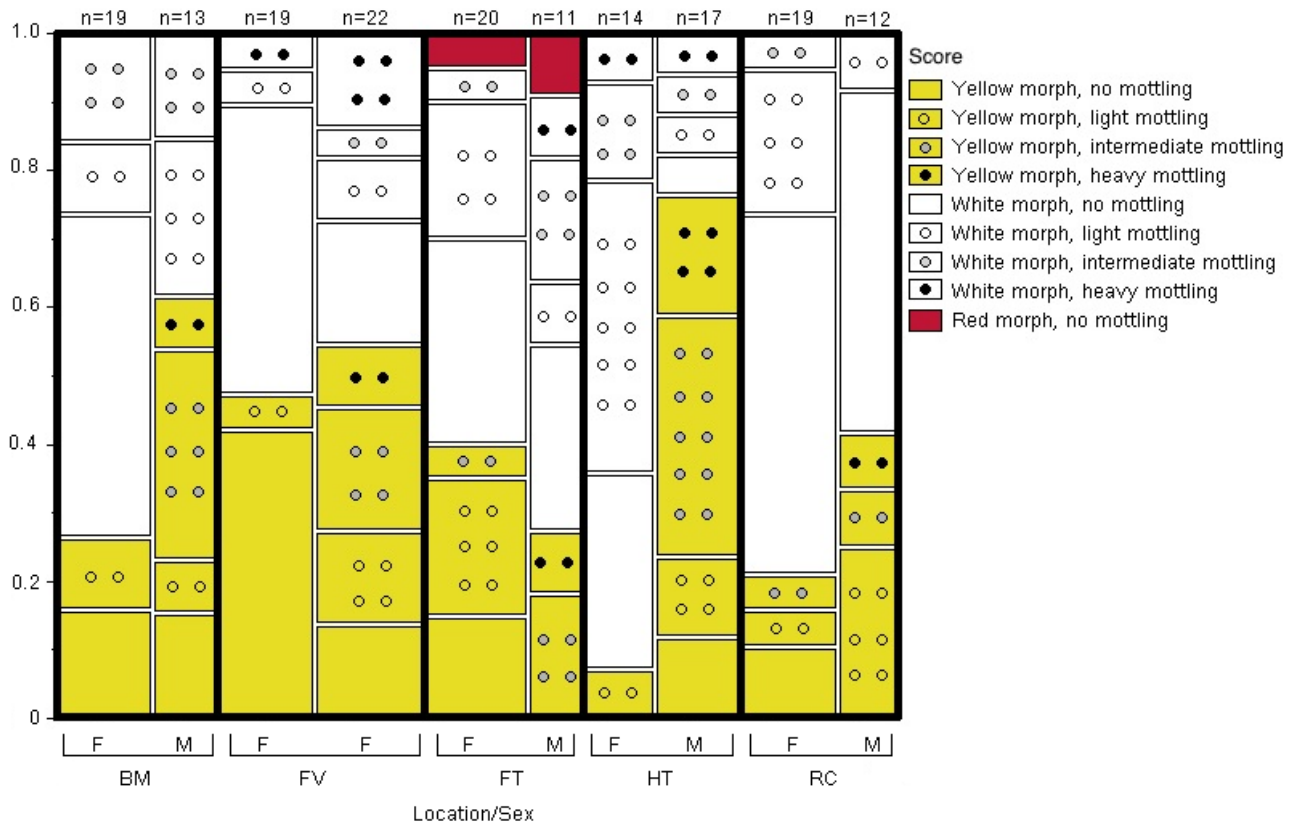 n=19 n=13 n=19 n=22 n=20 n=11 n=14 n=17 n=19 n=12
1.0
0.8
0.6
0.4
0.2
0
F M F F F M F M F M
BM FV FT HT RC
Location/Sex
Score
Yellow morph, no mottling
Yellow morph, light mottling
Yellow morph, intermediate mottling
Yellow morph, heavy mottling
White morph, no mottling
White morph, light mottling
White morph, intermediate mottling
White morph, heavy mottling
Red morph, no mottling